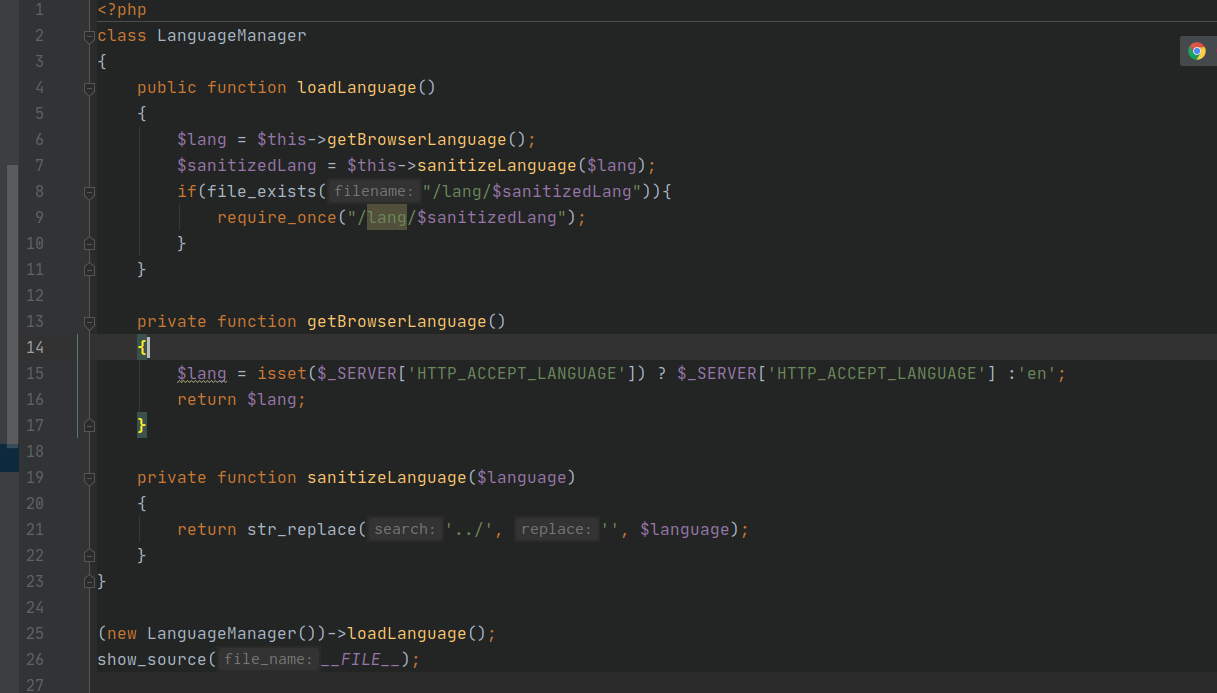 1 <?php
2 class LanguageManager
3 {
4 public function loadLanguage()
5 {
6 $lang = $this->getBrowserLanguage();
7 $sanitizedLang = $this->sanitizeLanguage($lang);
8 if(file_exists( filename: "/lang/$sanitizedLang")){
9 require_once("/lang/$sanitizedLang");
10 }
11 }
12
13 private function getBrowserLanguage()
14 {
15 $lang = isset($_SERVER['HTTP_ACCEPT_LANGUAGE']) ? $_SERVER['HTTP_ACCEPT_LANGUAGE'] :'en';
16 return $lang;
17 }
18
19 private function sanitizeLanguage($language)
20 {
21 return str_replace( search: '../', replace: '', $language);
22 }
23 }
24
25 (new LanguageManager())->loadLanguage();
26 show_source( file_name: __FILE__);
27